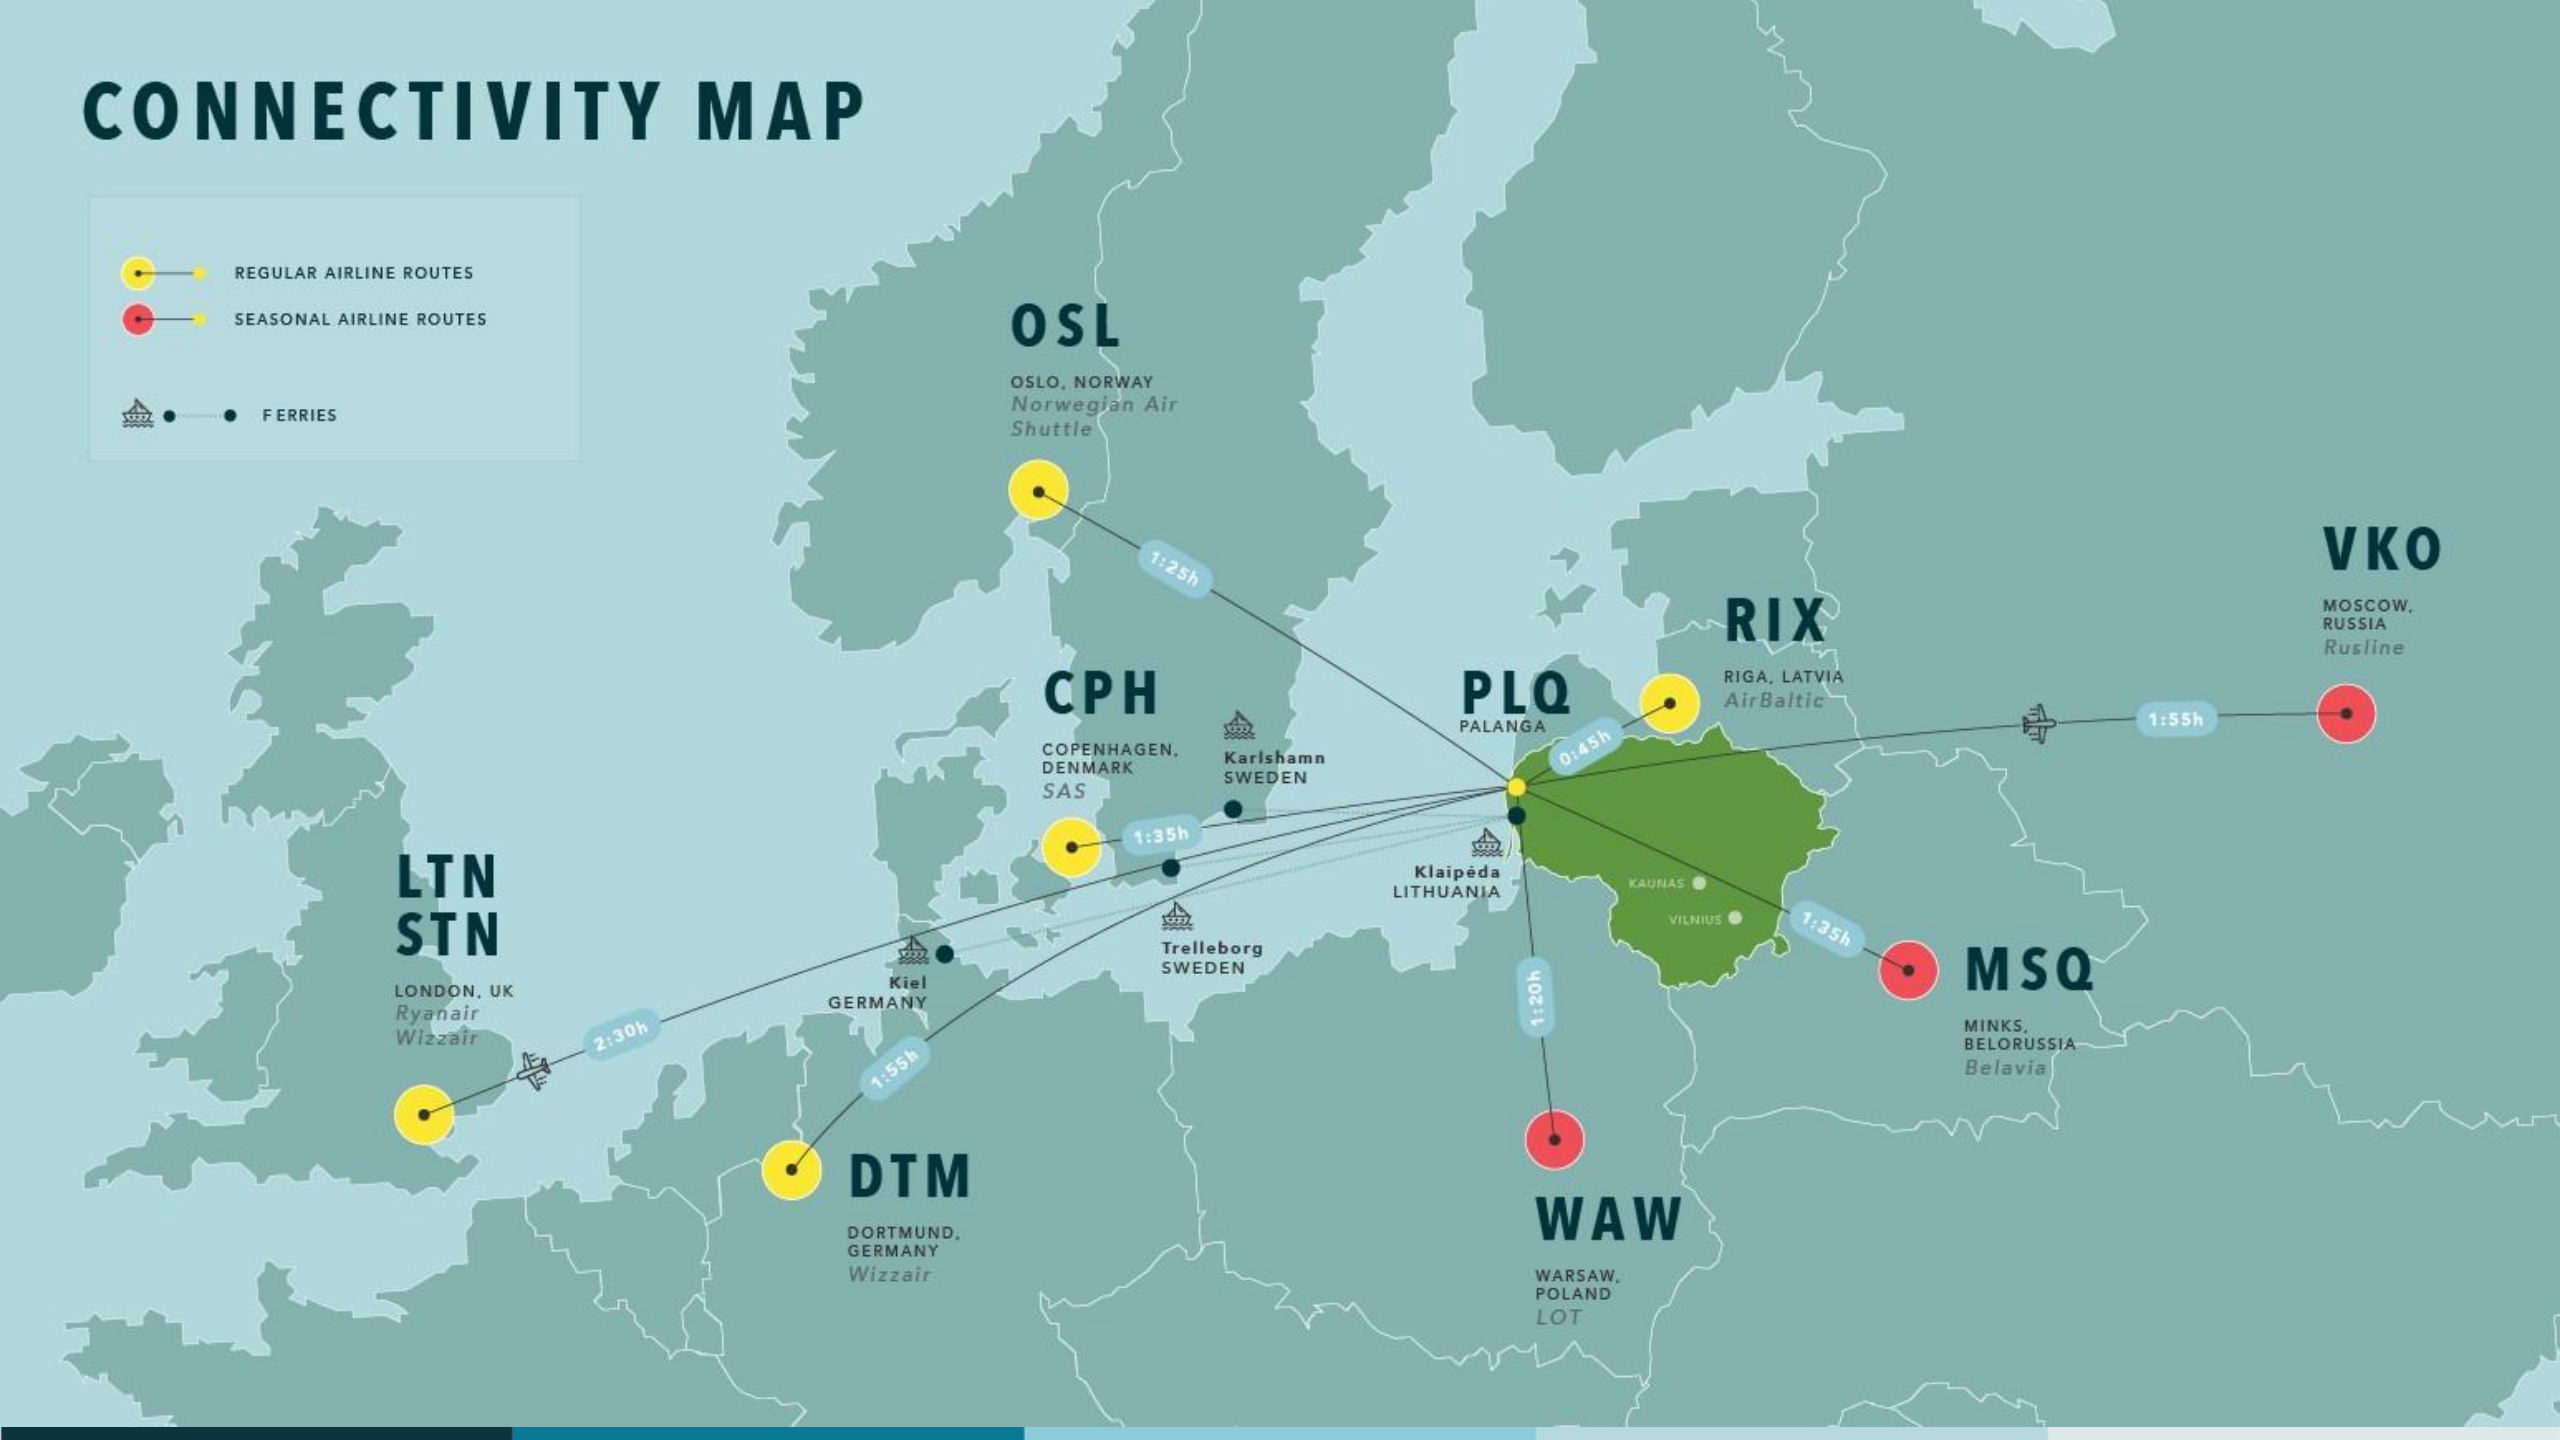 CONNECTIVITY MAP
REGULAR AIRLINE ROUTES
SEASONAL AIRLINE ROUTES
FERRIES
OSL
OSLO, NORWAY
Norwegian Air
Shuttle
1:25h
VKO
MOSCOW,
RUSSIA
Rusline
1:55h
RIX
RIGA, LATVIA
AirBaltic
0:45h
PLQ
PALANGA
CPH
COPENHAGEN,
DENMARK
SAS
1:35h
Karlshamn
SWEDEN
Klaipėda
LITHUANIA
KAUNAS
VILNIUS
LTN
STN
LONDON, UK
Ryanair
Wizzair
2:30h
Kiel
GERMANY
Trelleborg
SWEDEN
1:35h
MSQ
MINKS,
BELORUSSIA
Belavia
1:20h
1:55h
DTM
DORTMUND,
GERMANY
Wizzair
WAW
WARSAW,
POLAND
LOT